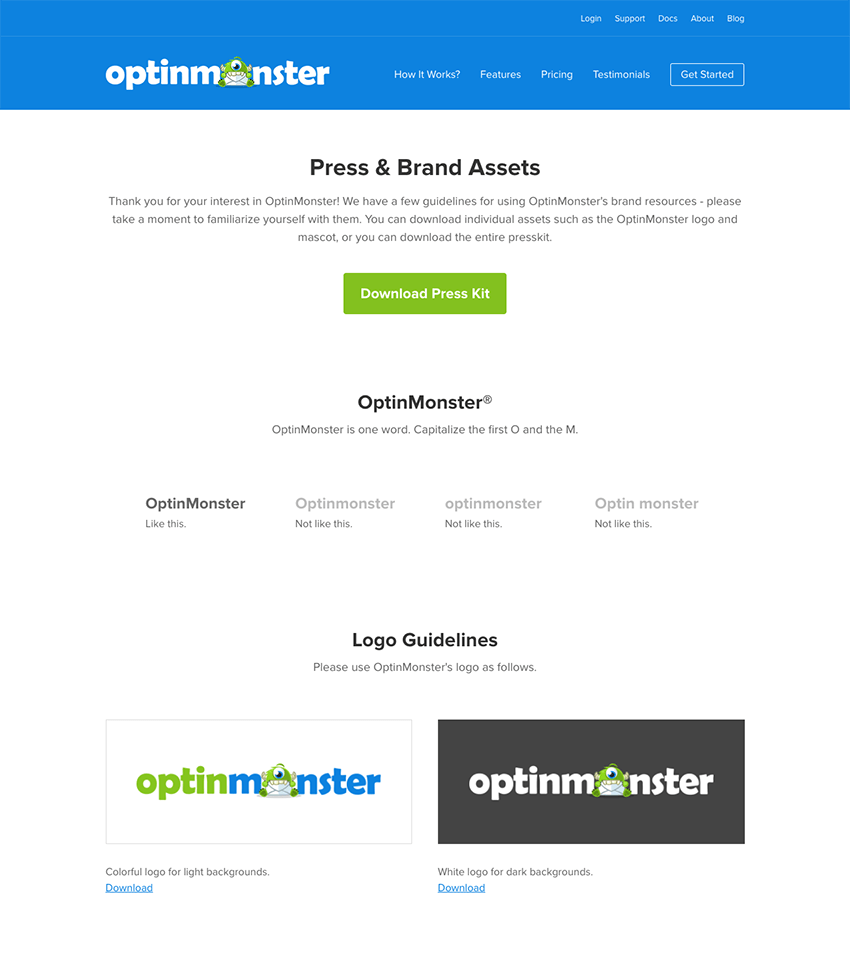 Login Support Docs About Blog
optinmonster
How It Works? Features Pricing Testimonials Get Started
Press & Brand Assets
Thank you for your interest in OptinMonster! We have a few guidelines for using OptinMonster's brand resources - please
take a moment to familiarize yourself with them. You can download individual assets such as the OptinMonster logo and
mascot, or you can download the entire presskit.
Download Press Kit
OptinMonster®
OptinMonster is one word. Capitalize the first O and the M.
OptinMonster Optinmonster optinmonster Optin monster
Like this. Not like this. Not like this. Not like this.
Logo Guidelines
Please use OptinMonster's logo as follows.
optinmonster optinmonster
Colorful logo for light backgrounds. White logo for dark backgrounds.
Download Download